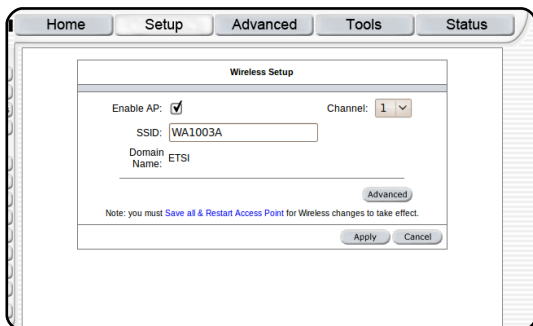 Home Setup Advanced Tools Status
Wireless Setup
Enable AP: Channel: 1
SSID: WA1003A
Domain Name: ETSI
Advanced
Note: you must Save all & Restart Access Point for Wireless changes to take effect.
Apply Cancel